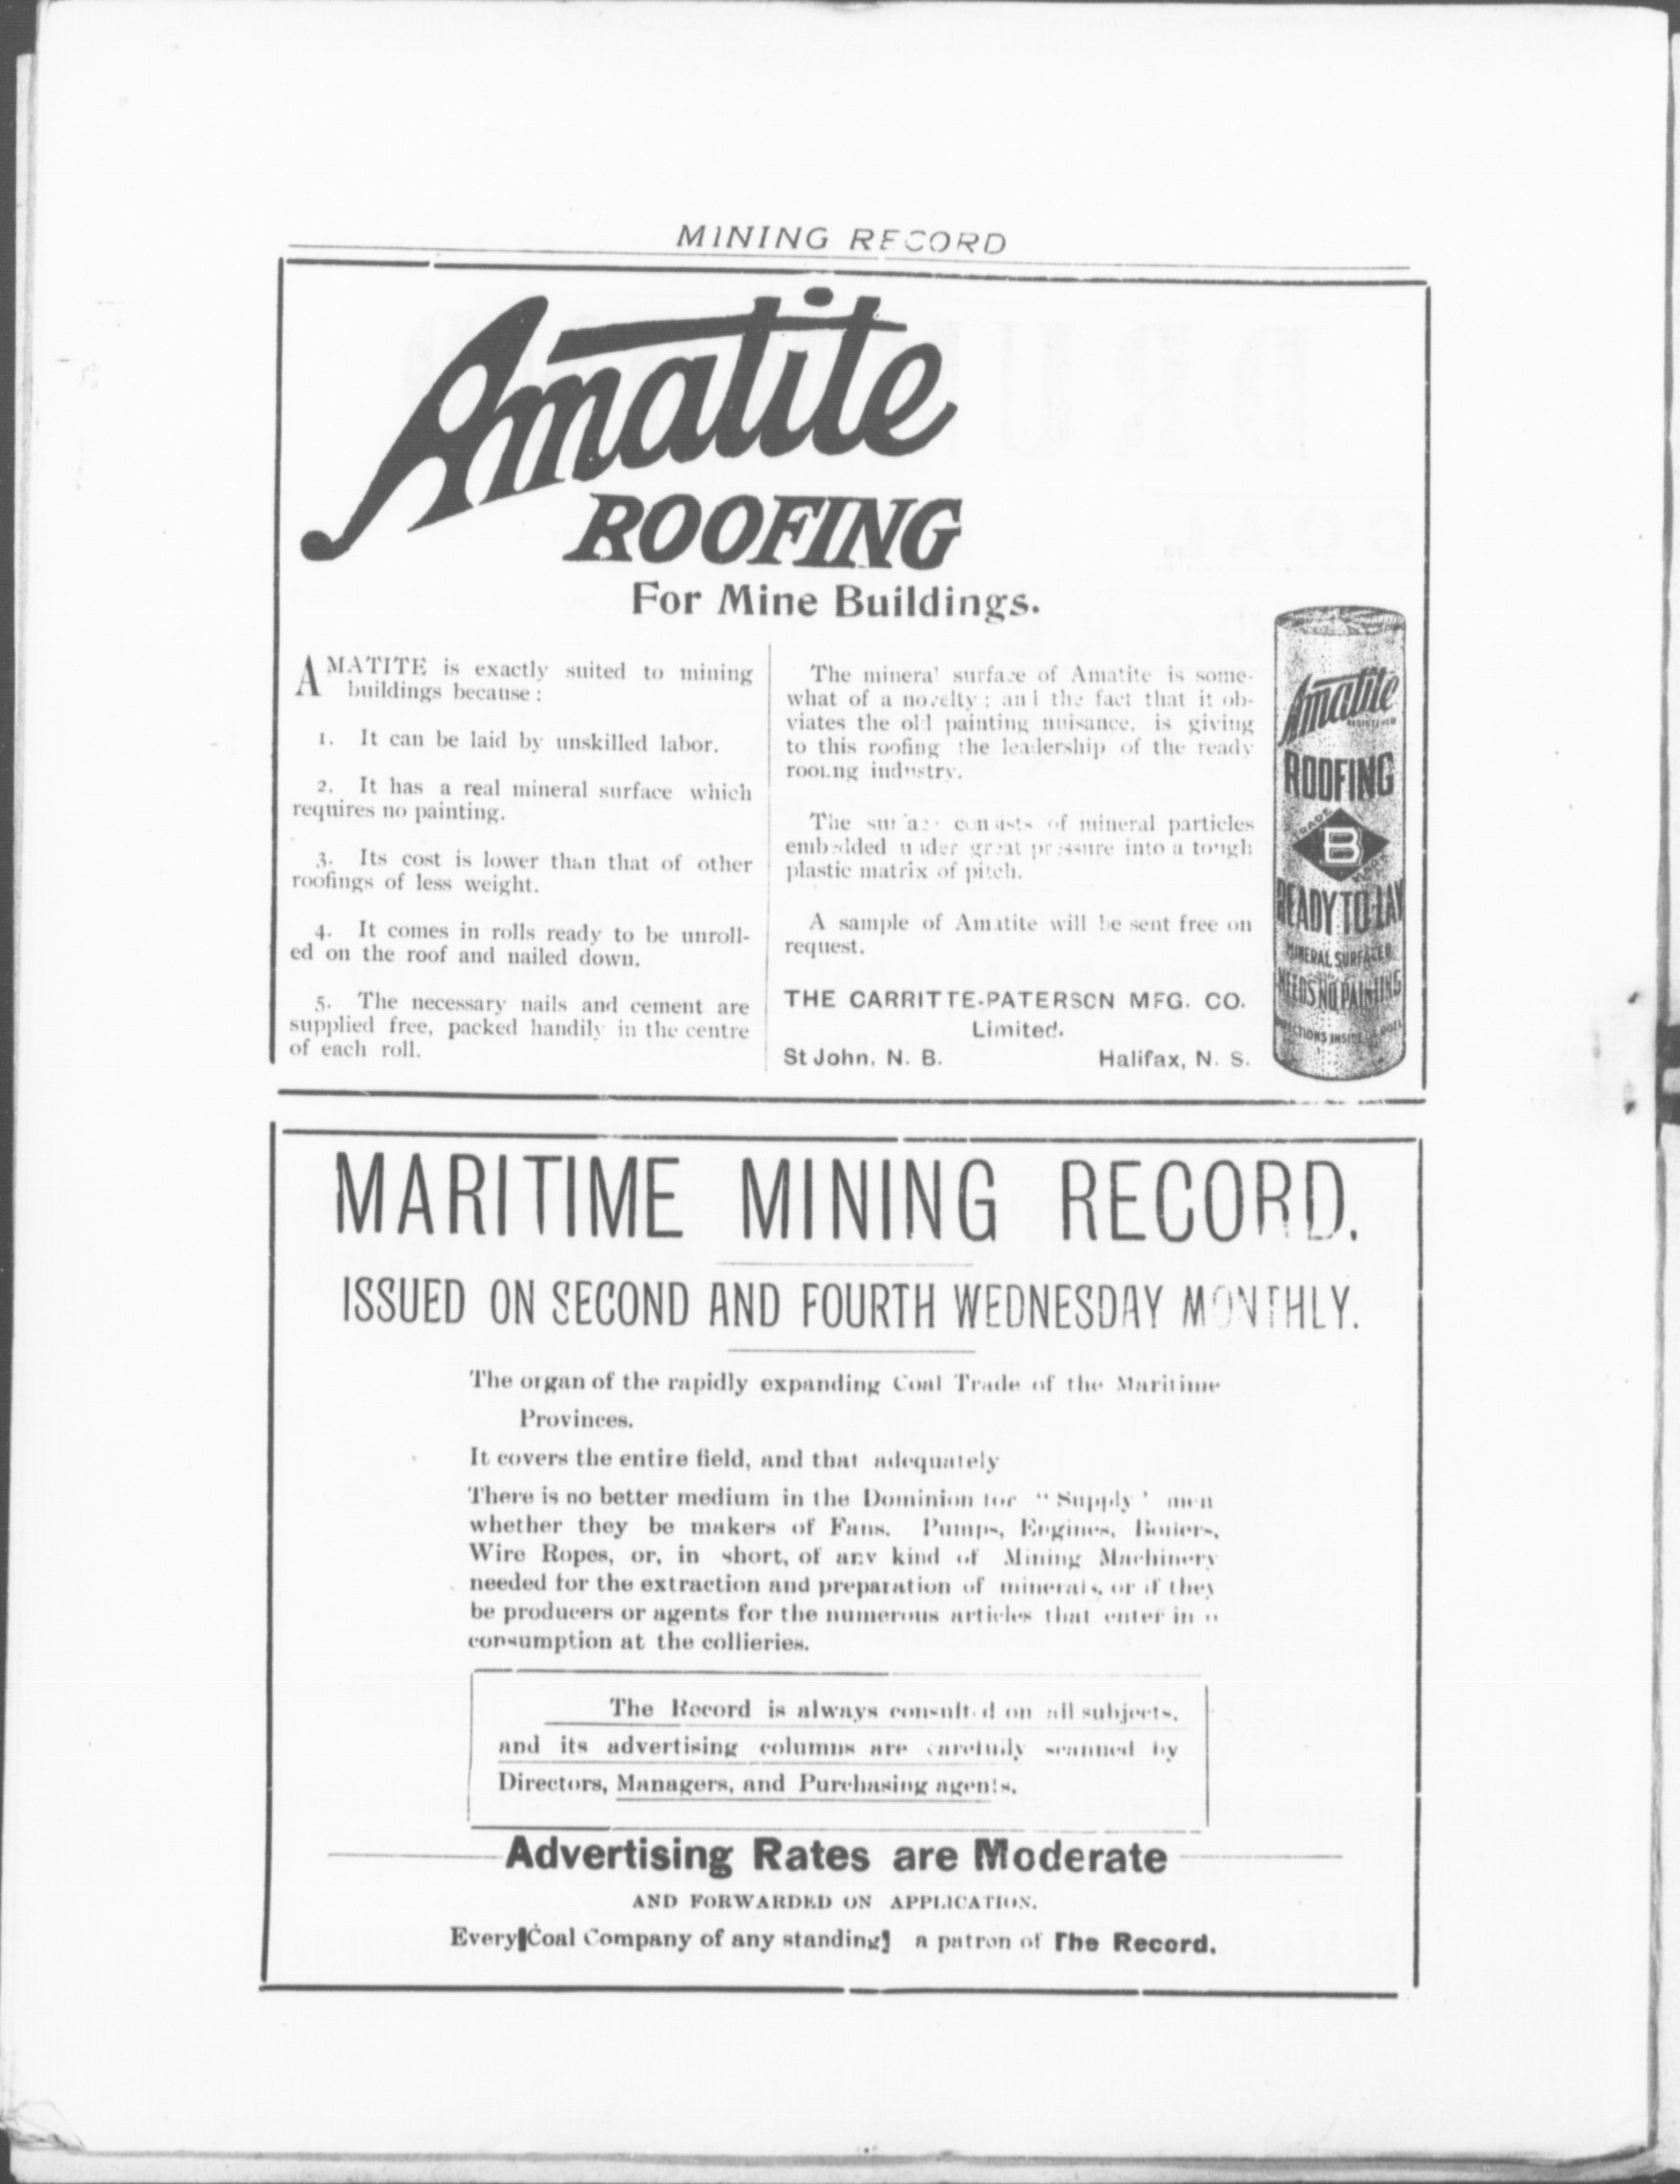 MINING RECORD
Amatite
ROOFING
For Mine Buildings.
AMATITE is exactly suited to mining
buildings because:
1. It can be laid by unskilled labor.
2. It has a real mineral surface which
requires no painting.
3. Its cost is lower than that of other
roofings of less weight.
4. It comes in rolls ready to be unroll-
ed on the roof and nailed down.
5. The necessary nails and cement are
supplied free, packed handily in the centre
of each roll.
The mineral surface of Amatite is some-
what of a novelty; and the fact that it ob-
viates the old painting nuisance, is giving
to this roofing the leadership of the ready
roofing industry.
The surface consists of mineral particles
embedded under great pressure into a tough
plastic matrix of pitch.
A sample of Amatite will be sent free on
request.
THE CARRITTE-PATERSON MFG. CO.
Limited.
St John, N. B. Halifax, N. S.
Amatite
REGISTERED
ROOFING
TRADE
B
MARK
READY TO LAY
MINERAL SURFACED
NEEDS NO PAINTING
DIRECTIONS INSIDE OF ROLL
MARITIME MINING RECORD.
ISSUED ON SECOND AND FOURTH WEDNESDAY MONTHLY.
The organ of the rapidly expanding Coal Trade of the Maritime
Provinces.
It covers the entire field, and that adequately
There is no better medium in the Dominion for "Supply' men
whether they be makers of Fans, Pumps, Engines, Boilers,
Wire Ropes, or, in short, of any kind of Mining Machinery
needed for the extraction and preparation of minerals, or if they
be producers or agents for the numerous articles that enter in o
consumption at the collieries.
The Record is always consulted on all subjects,
and its advertising columns are carefully scanned by
Directors, Managers, and Purchasing agents.
Advertising Rates are Moderate
AND FORWARDED ON APPLICATION.
Every Coal Company of any standing a patron of The Record.